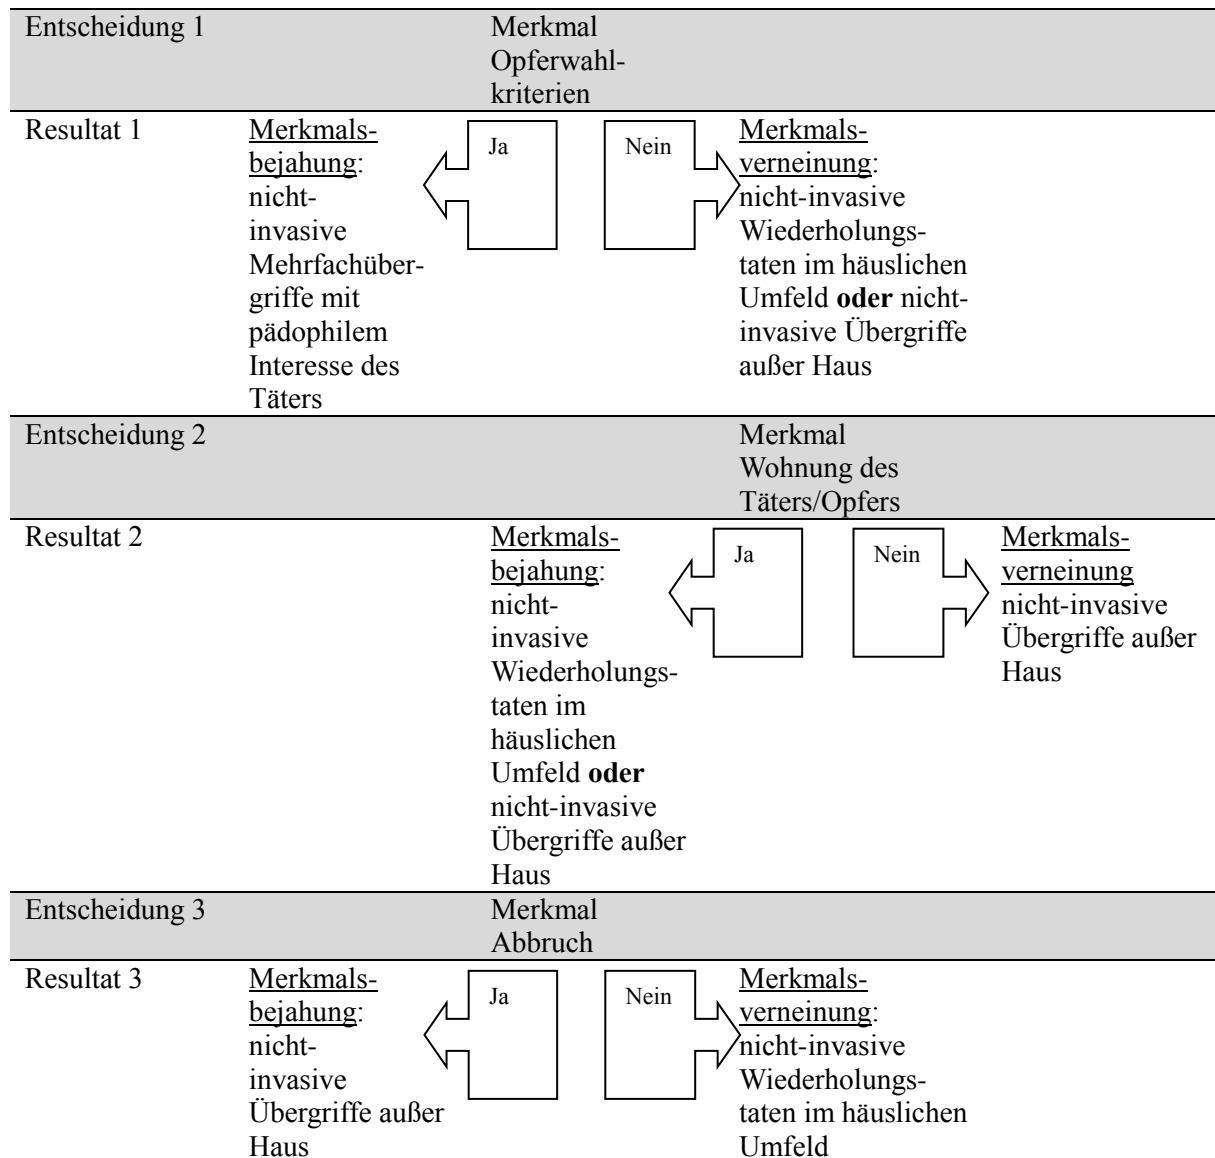 Entscheidung 1
Merkmal
Opferwahl-
kriterien
Resultat 1
Merkmals-
bejahung:
nicht-
invasive
Mehrfachüber-
griffe mit
pädophilem
Interesse des
Täters
Ja
Nein
Merkmals-
verneinung:
nicht-invasive
Wiederholungs-
taten im häuslichen
Umfeld oder nicht-
invasive Übergriffe
außer Haus
Entscheidung 2
Merkmal
Wohnung des
Täters/Opfers
Resultat 2
Merkmals-
bejahung:
nicht-
invasive
Wiederholungs-
taten im
häuslichen
Umfeld oder
nicht-invasive
Übergriffe außer
Haus
Ja
Nein
Merkmals-
verneinung
nicht-invasive
Übergriffe außer
Haus
Entscheidung 3
Merkmal
Abbruch
Resultat 3
Merkmals-
bejahung:
nicht-
invasive
Übergriffe außer
Haus
Ja
Nein
Merkmals-
verneinung:
nicht-invasive
Wiederholungs-
taten im häuslichen
Umfeld